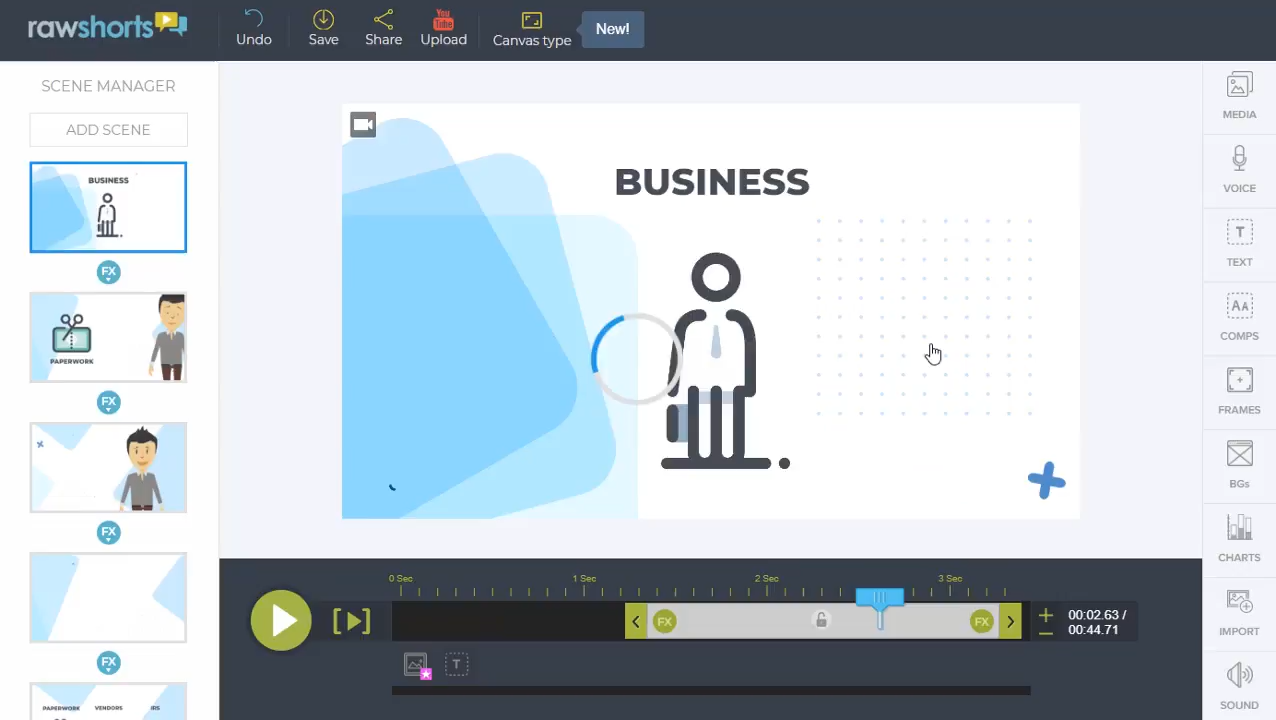 rawshorts
Undo
Save
Share
You
Tube
Upload
Canvas type
New!
SCENE MANAGER
ADD SCENE
BUSINESS
FX
PAPERWORK
FX
FX
FX
PAPERWORK VENDORS IRS
BUSINESS
0 Sec 1 Sec 2 Sec 3 Sec
FX FX
00:02.63 /
00:44.71
T
MEDIA
VOICE
T
TEXT
AA
COMPS
FRAMES
BGs
CHARTS
IMPORT
SOUND